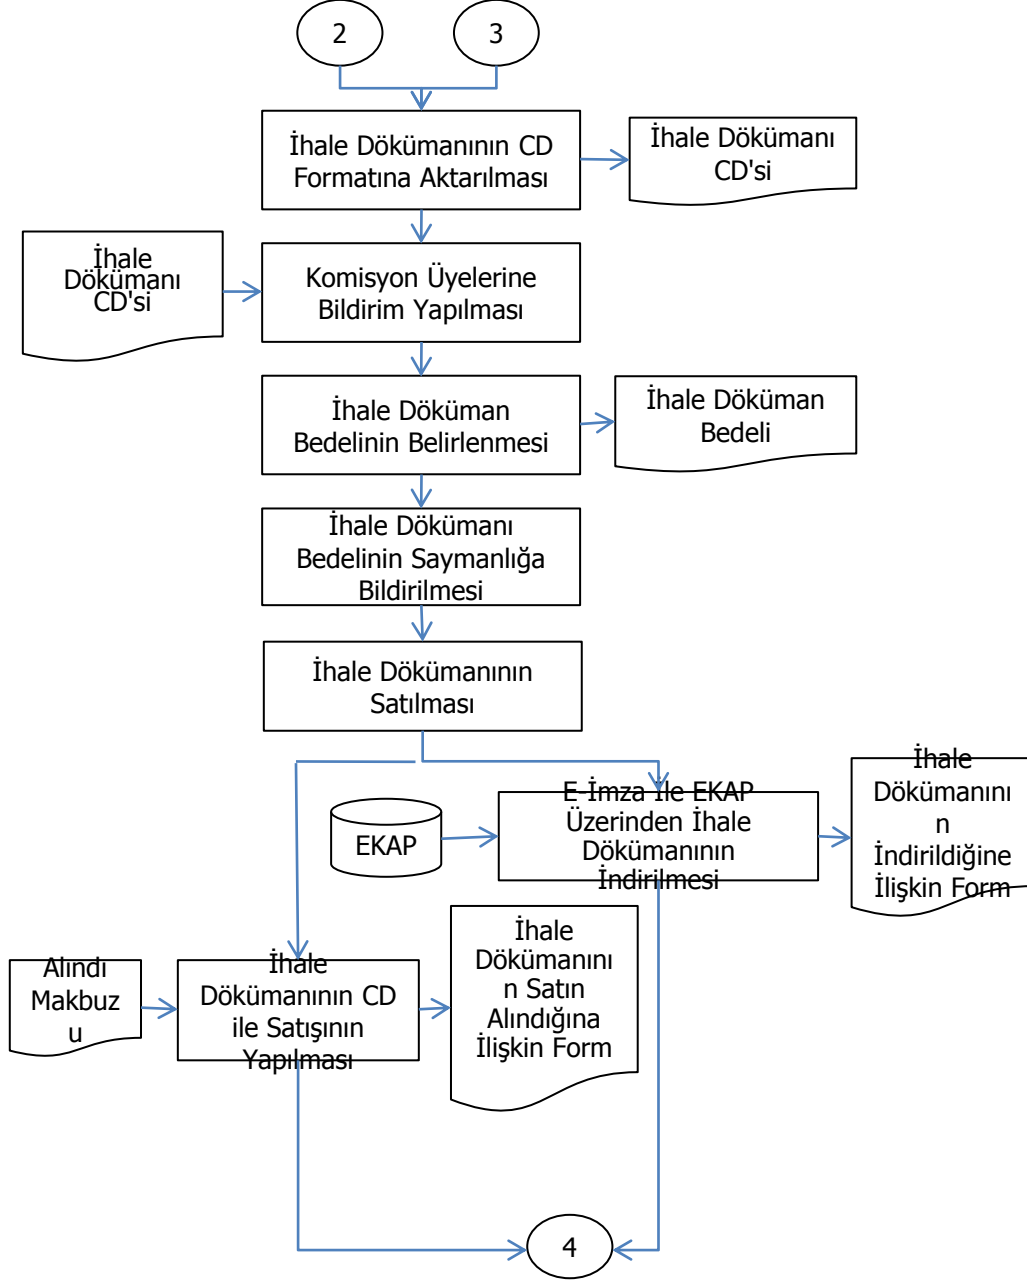 2
3
İhale Dökümanının CD
Formatına Aktarılması
İhale Dökümanı
CD'si
İhale
Dökümanı
CD'si
Komisyon Üyelerine
Bildirim Yapılması
İhale Döküman
Bedelinin Belirlenmesi
İhale Döküman
Bedeli
İhale Dökümanı
Bedelinin Saymanlığa
Bildirilmesi
İhale Dökümanının
Satılması
EKAP
E-İmza İle EKAP
Üzerinden İhale
Dökümanının
İndirilmesi
İhale
Dökümanını
n
İndirildiğine
İlişkin Form
Alındı
Makbuz
u
İhale
Dökümanının CD
ile Satışının
Yapılması
İhale
Dökümanını
n Satın
Alındığına
İlişkin Form
4